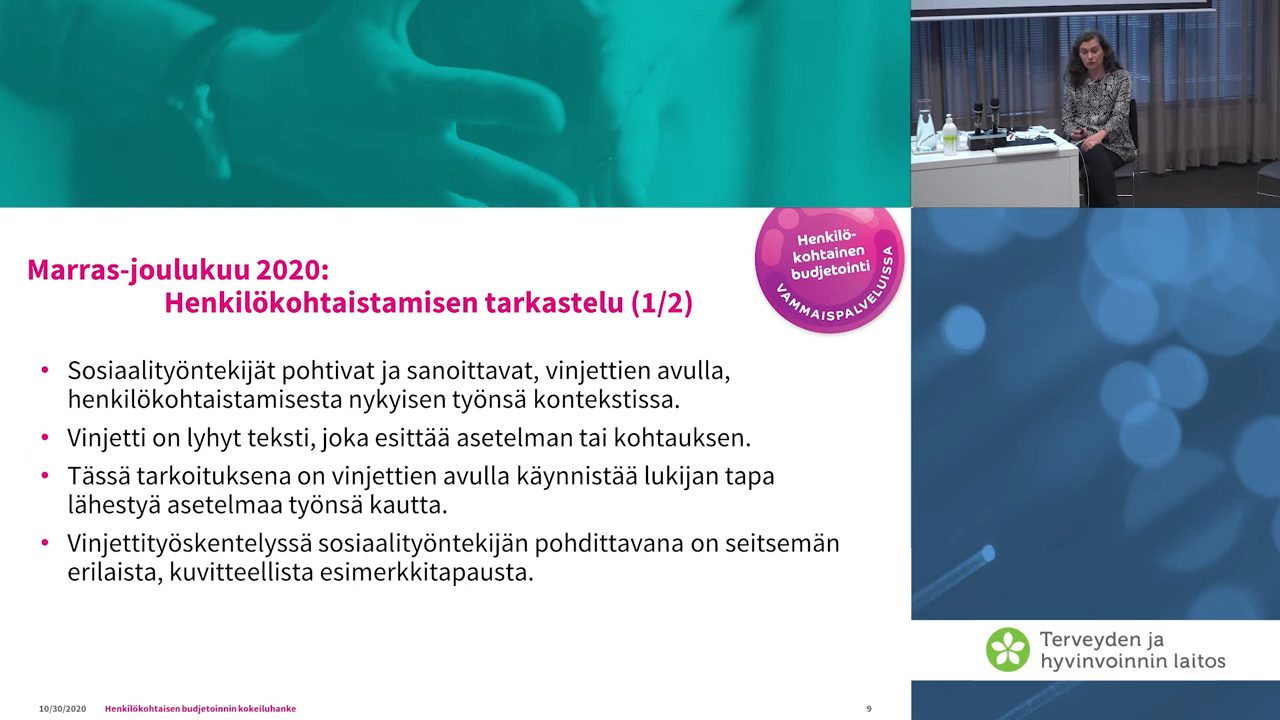 Marras-joulukuu 2020:
Henkilökohtaistamisen tarkastelu (1/2)
Henkilö-
kohtainen
budjetointi
VAMMAISPALVELUISSA
• Sosiaalityöntekijät pohtivat ja sanoittavat, vinjettien avulla,
henkilökohtaistamisesta nykyisen työnsä kontekstissa.
• Vinjetti on lyhyt teksti, joka esittää asetelman tai kohtauksen.
• Tässä tarkoituksena on vinjettien avulla käynnistää lukijan tapa
lähestyä asetelmaa työnsä kautta.
• Vinjettityöskentelyssä sosiaalityöntekijän pohdittavana on seitsemän
erilaista, kuvitteellista esimerkkitapausta.
10/30/2020 Henkilökohtaisen budjetoinnin kokeiluhanke 9
Terveyden ja
hyvinvoinnin laitos